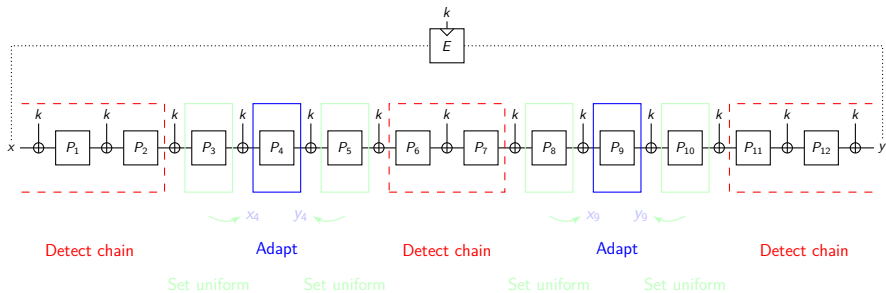 k
E
k k k k k k k k k k k k k
x P1 P2 P3 P4 P5 P6 P7 P8 P9 P10 P11 P12 y
x4 y4 x9 y9
Detect chain Adapt Detect chain Adapt Detect chain
Set uniform Set uniform Set uniform Set uniform